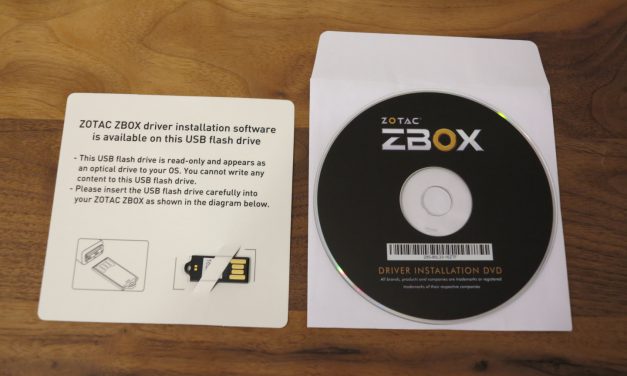 ZOTAC ZBOX driver installation software
is available on this USB flash drive
- This USB flash drive is read-only and appears as
an optical drive to your OS. You cannot write any
content to this USB flash drive.
- Please insert the USB flash drive carefully into
your ZOTAC ZBOX as shown in the diagram below.
ZOTAC
ZBOX
DRIVER INSTALLATION DVD
All brands, products and companies are trademarks or registered
trademarks of their respective companies